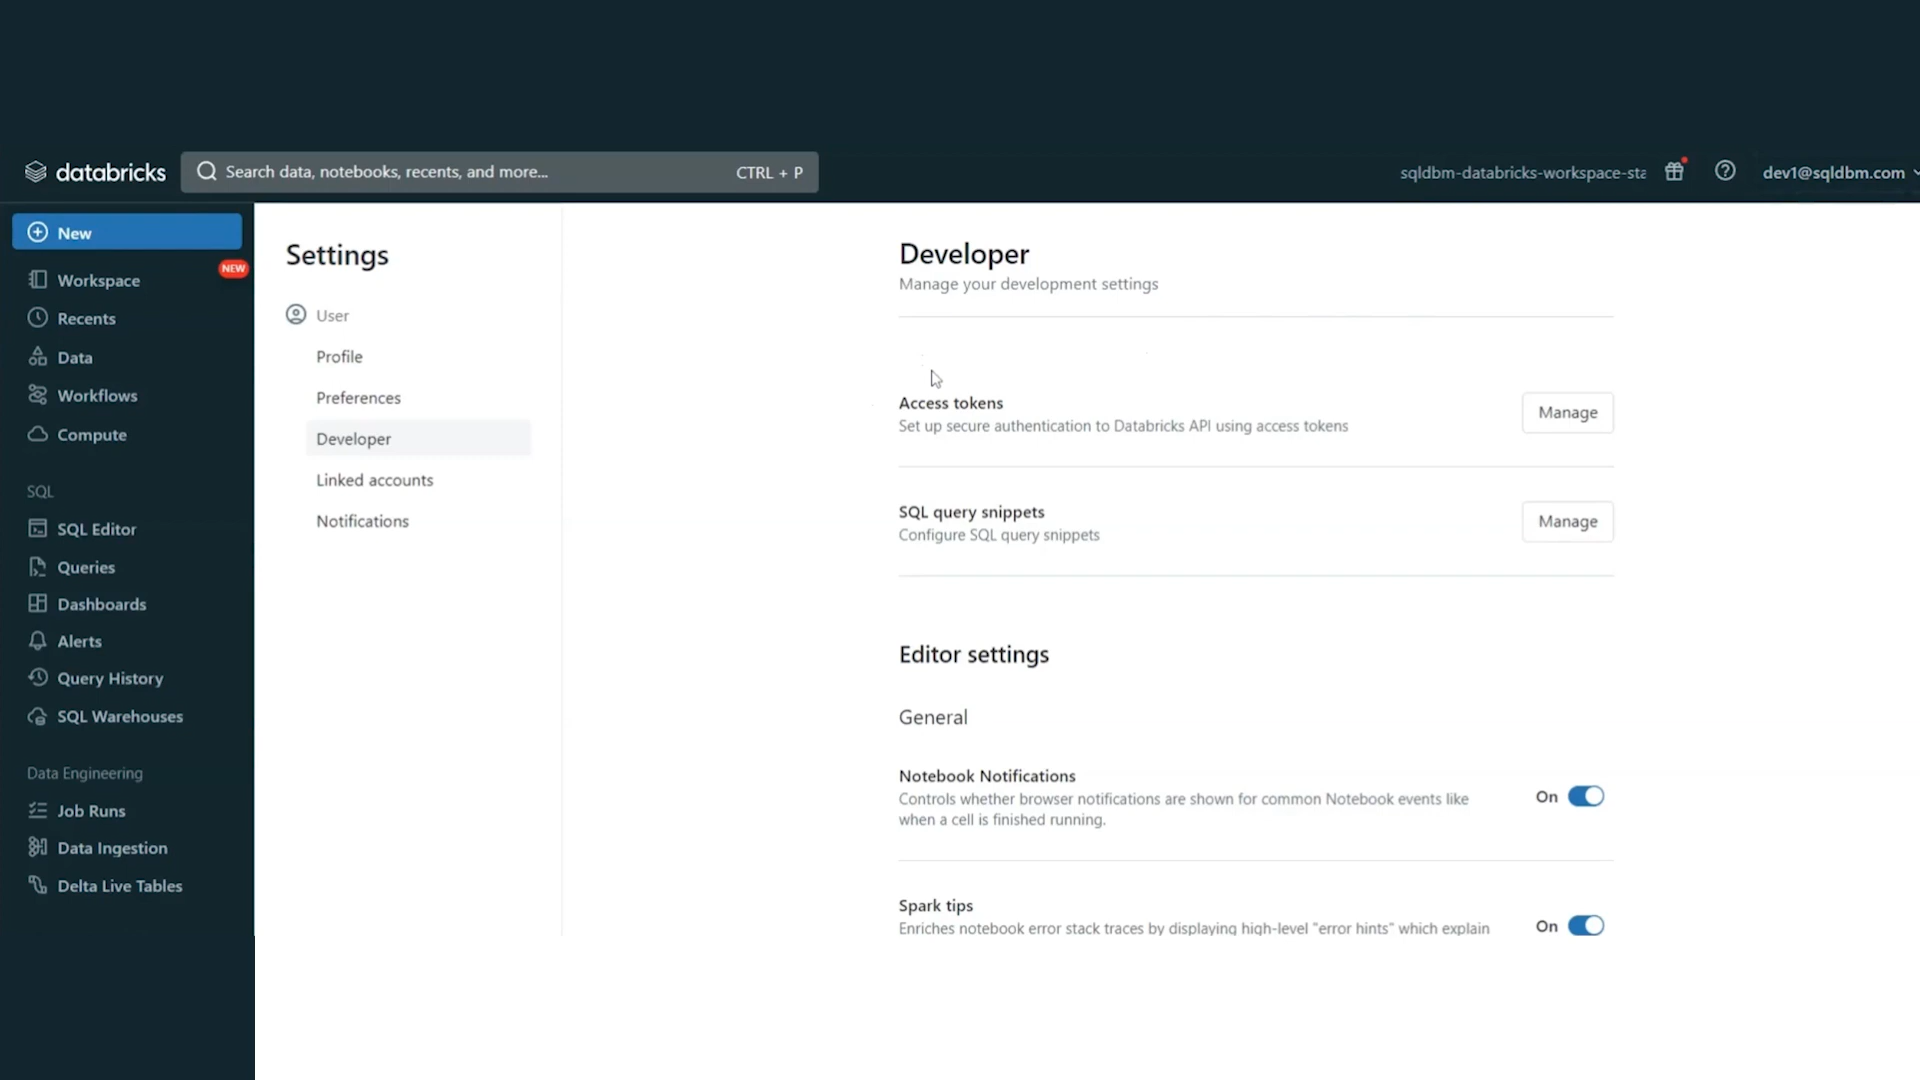 databricks
Search data, notebooks, recents, and more...
CTRL + P
sqldbm-databricks-workspace-sta
dev1@sqldbm.com
New
Workspace
NEW
Recents
Data
Workflows
Compute
SQL
SQL Editor
Queries
Dashboards
Alerts
Query History
SQL Warehouses
Data Engineering
Job Runs
Data Ingestion
Delta Live Tables
Settings
User
Profile
Preferences
Developer
Linked accounts
Notifications
Developer
Manage your development settings
Access tokens
Set up secure authentication to Databricks API using access tokens
Manage
SQL query snippets
Configure SQL query snippets
Manage
Editor settings
General
Notebook Notifications
Controls whether browser notifications are shown for common Notebook events like
when a cell is finished running.
On
Spark tips
Enriches notebook error stack traces by displaying high-level "error hints" which explain
On